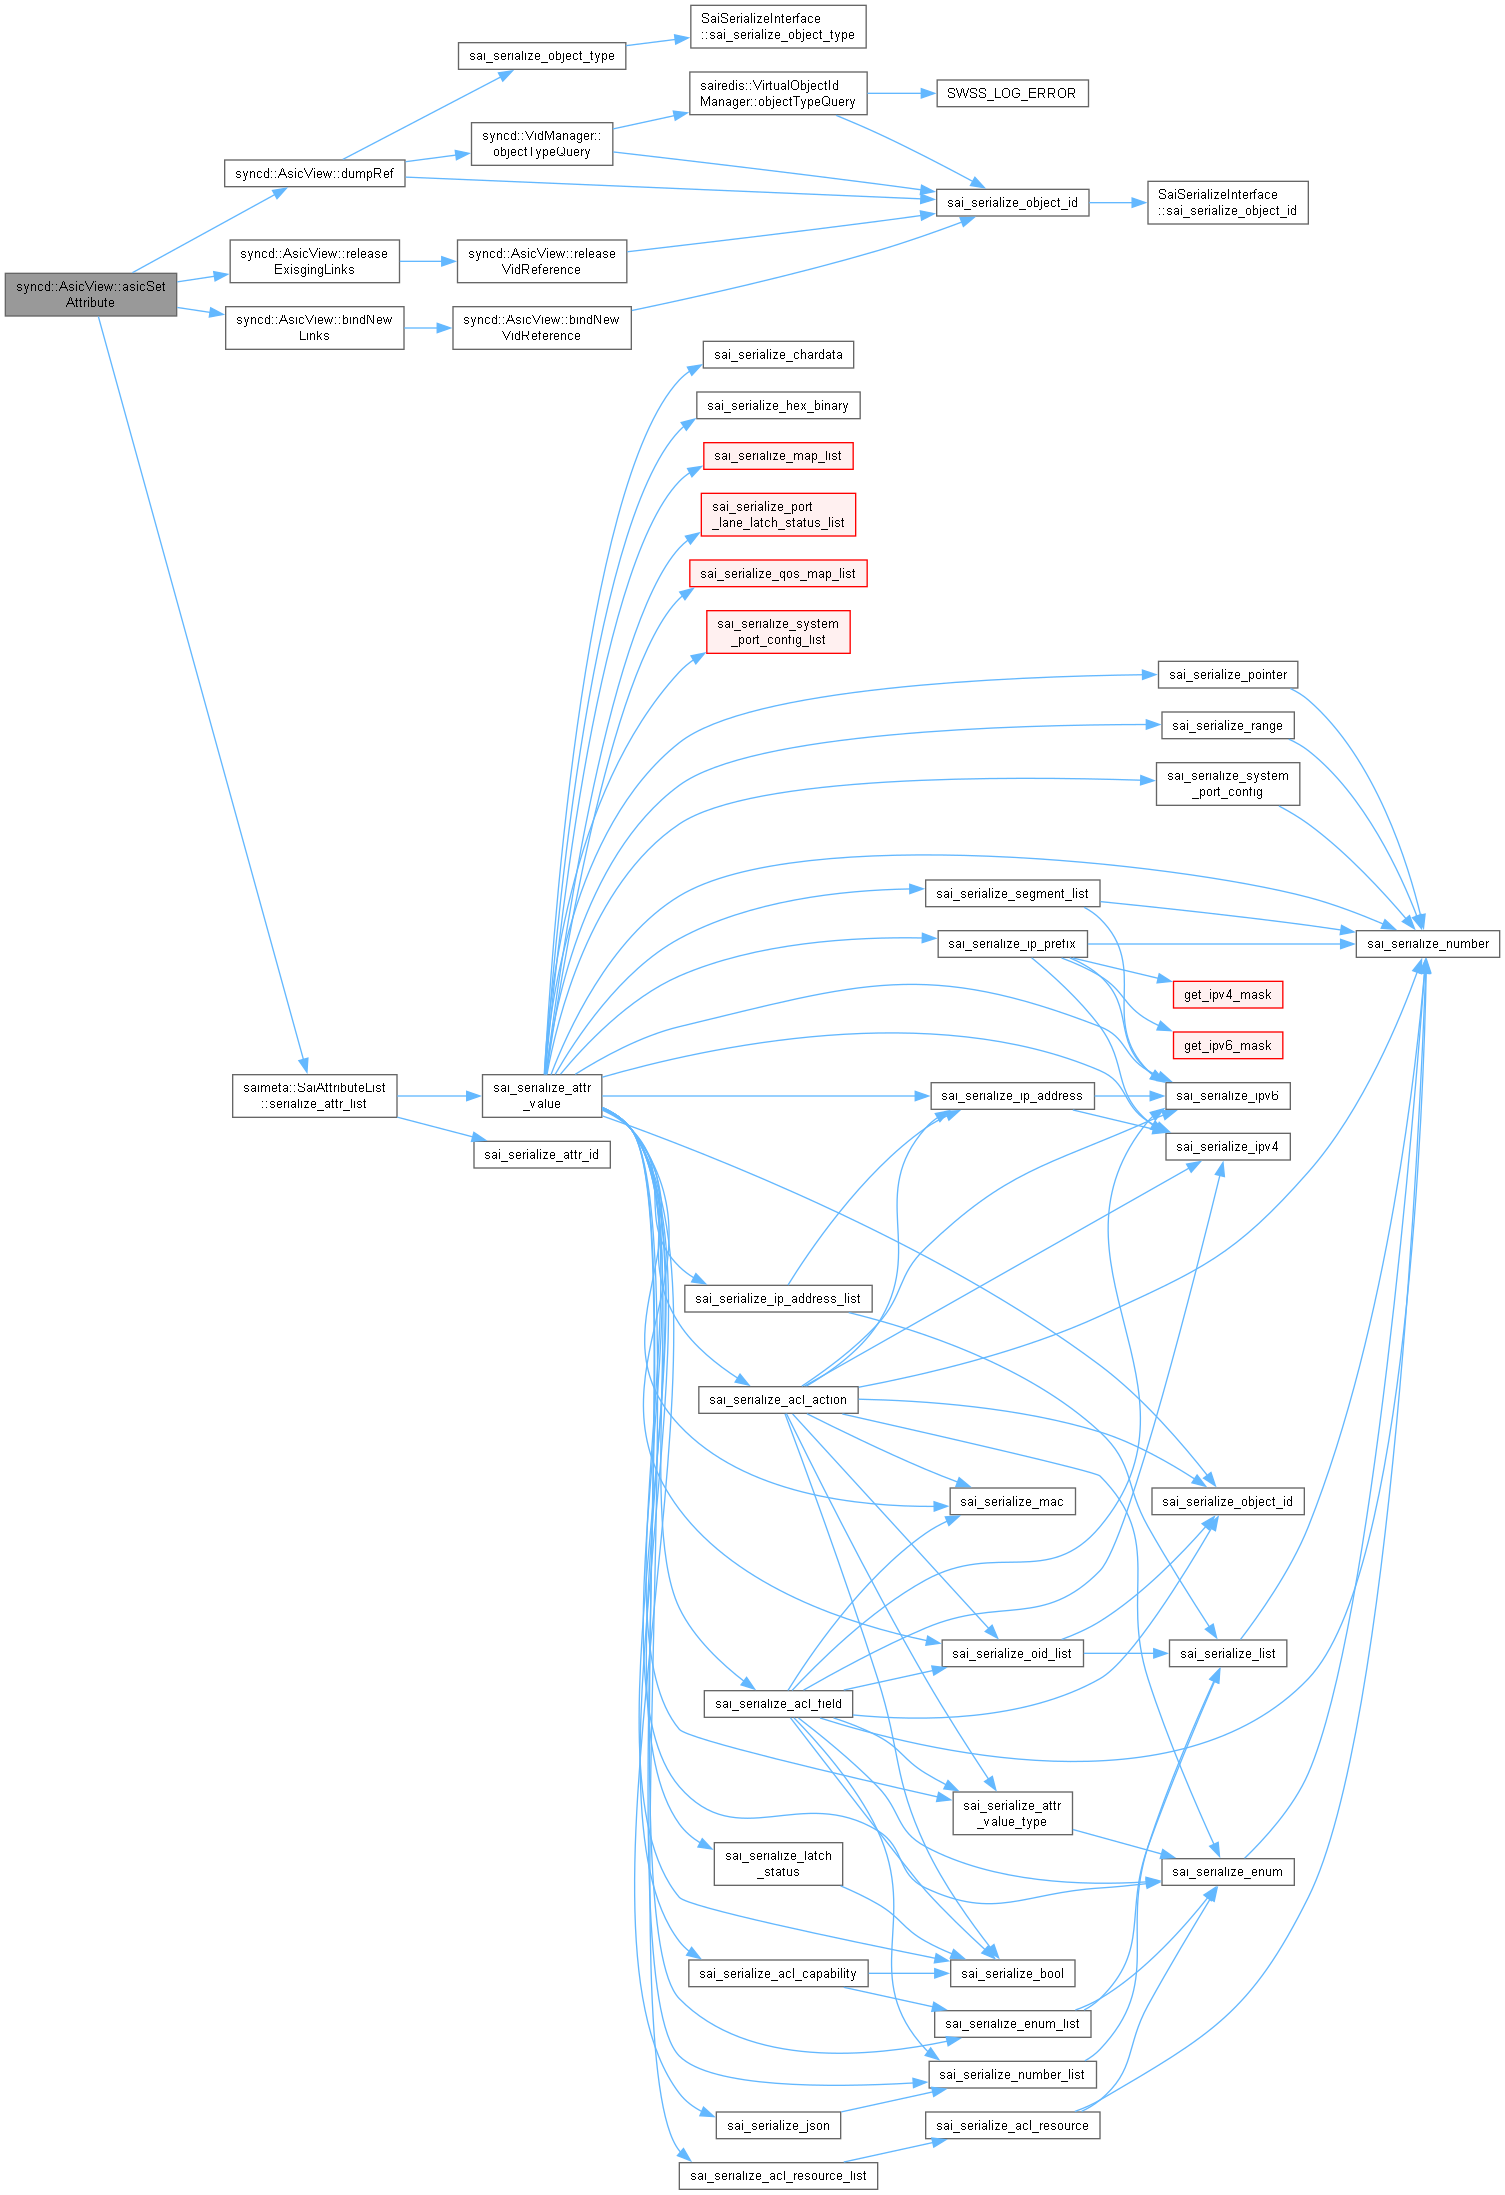 SaiSerializeInterface
::sai_serialize_object_type
sai_serialize_object_type
sairedis::VirtualObjectId
Manager::objectTypeQuery
SWSS_LOG_ERROR
syncd::VidManager::
objectTypeQuery
syncd::AsicView::dumpRef
sai_serialize_object_id
SaiSerializeInterface
::sai_serialize_object_id
syncd::AsicView::release
ExisgingLinks
syncd::AsicView::release
VidReference
syncd::AsicView::asicSet
Attribute
syncd::AsicView::bindNew
Links
syncd::AsicView::bindNew
VidReference
sai_serialize_chardata
sai_serialize_hex_binary
sai_serialize_map_list
sai_serialize_port
_lane_latch_status_list
sai_serialize_qos_map_list
sai_serialize_system
_port_config_list
sai_serialize_pointer
sai_serialize_range
sai_serialize_system
_port_config
sai_serialize_segment_list
sai_serialize_ip_prefix
sai_serialize_number
get_ipv4_mask
get_ipv6_mask
saimeta::SaiAttributeList
::serialize_attr_list
sai_serialize_attr
_value
sai_serialize_ip_address
sai_serialize_ipv6
sai_serialize_attr_id
sai_serialize_ipv4
sai_serialize_ip_address_list
sai_serialize_acl_action
sai_serialize_mac
sai_serialize_object_id
sai_serialize_oid_list
sai_serialize_list
sai_serialize_acl_field
sai_serialize_attr
_value_type
sai_serialize_latch
_status
sai_serialize_enum
sai_serialize_acl_capability
sai_serialize_bool
sai_serialize_enum_list
sai_serialize_number_list
sai_serialize_json
sai_serialize_acl_resource
sai_serialize_acl_resource_list